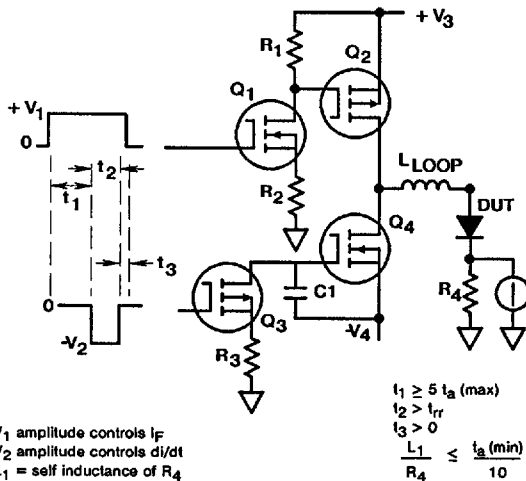 + V3
R1
Q2
Q1
+ V1
0
t2
t1
t3
R2
LLOOP
DUT
Q4
R4
0
-V2
Q3
C1
-V4
R3
t1 ≥ 5 ta (max)
t2 > trr
t3 > 0
L1 / R4 ≤ ta (min) / 10
V1 amplitude controls IF
V2 amplitude controls di/dt
1 = self inductance of R4